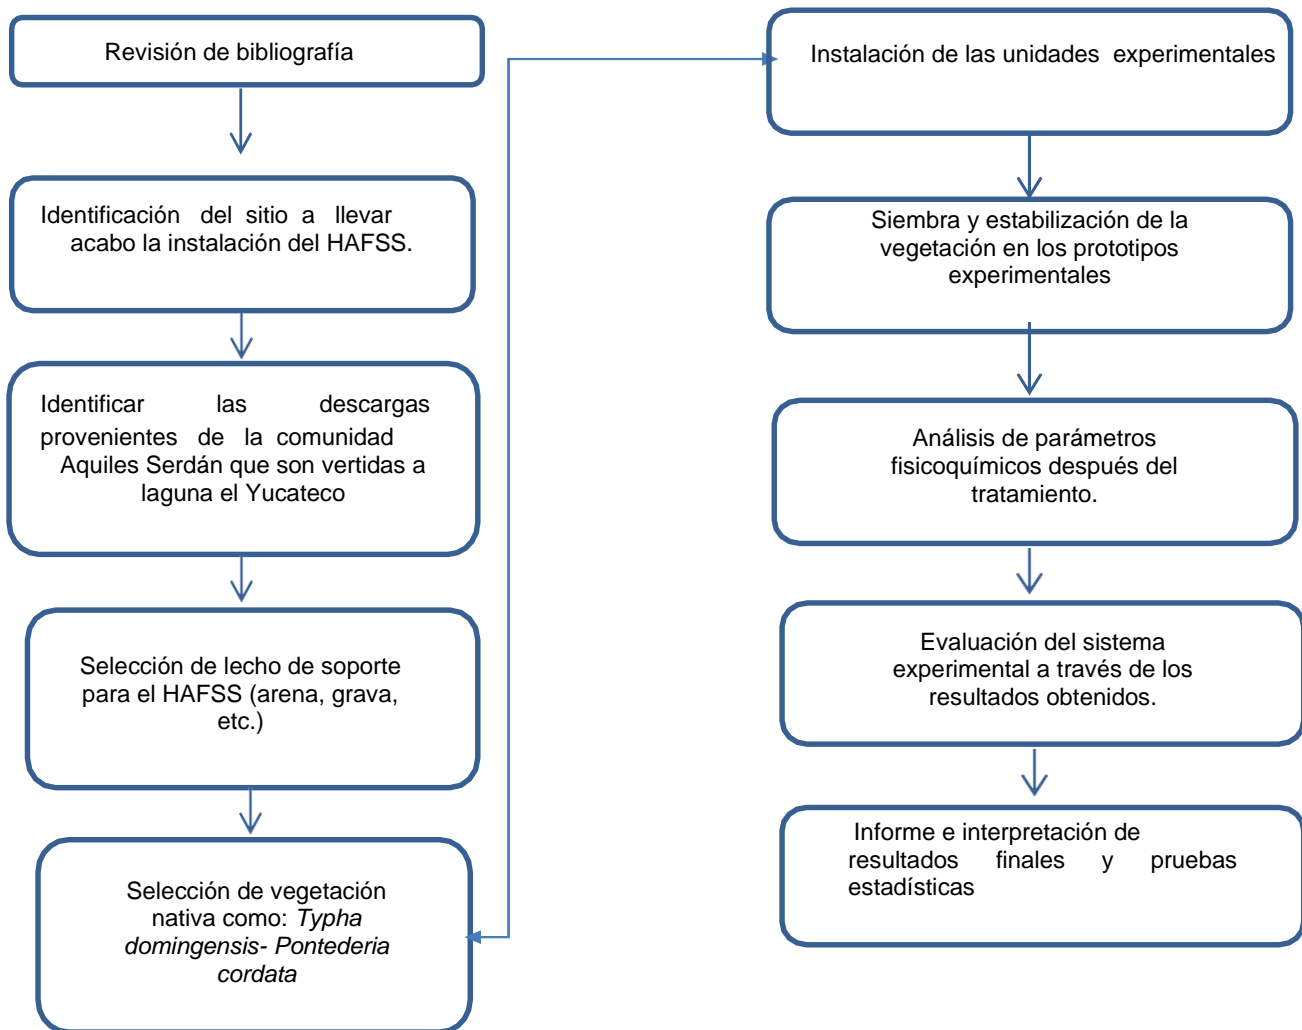 Revisión de bibliografía
Identificación del sitio a llevar
acabo la instalación del HAFSS.
Identificar las descargas
provenientes de la comunidad
Aquiles Serdán que son vertidas a
laguna el Yucateco
Selección de lecho de soporte
para el HAFSS (arena, grava,
etc.)
Selección de vegetación
nativa como: Typha
domingensis- Pontederia
cordata
Instalación de las unidades experimentales
Siembra y estabilización de la
vegetación en los prototipos
experimentales
Análisis de parámetros
fisicoquímicos después del
tratamiento.
Evaluación del sistema
experimental a través de los
resultados obtenidos.
Informe e interpretación de
resultados finales y pruebas
estadísticas